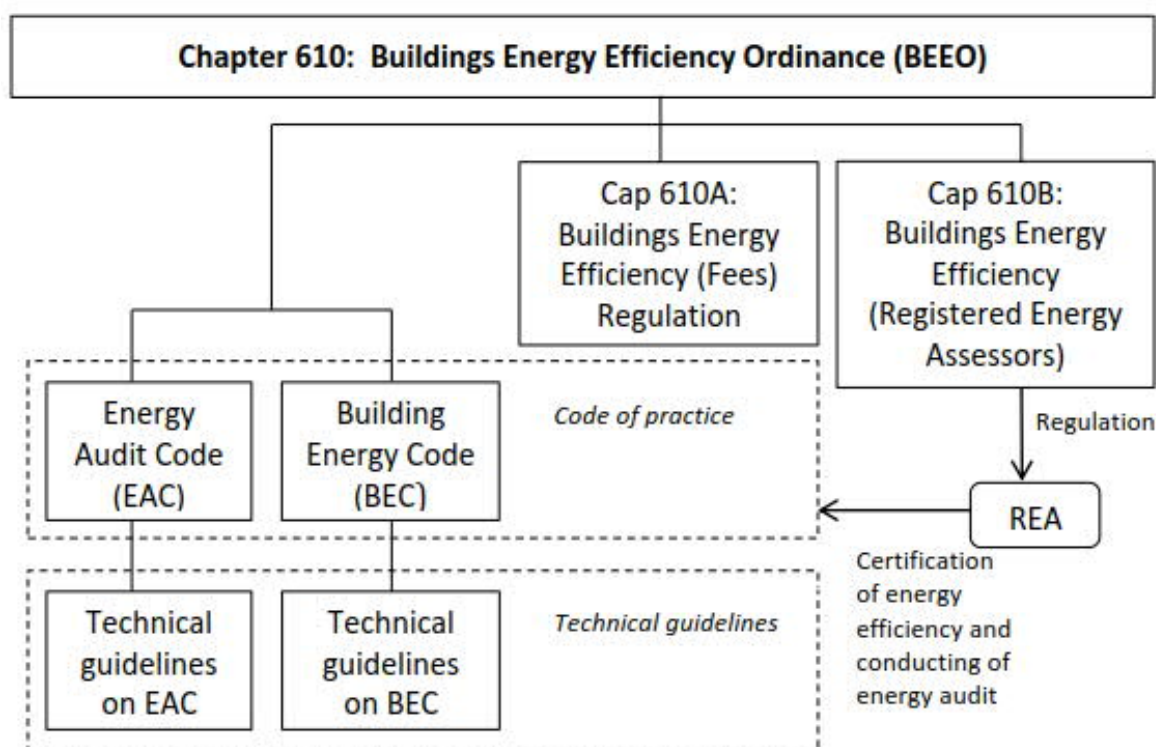 Chapter 610: Buildings Energy Efficiency Ordinance (BEEO)
Cap 610A:
Buildings Energy
Efficiency (Fees)
Regulation
Cap 610B:
Buildings Energy
Efficiency
(Registered Energy
Assessors)
Energy
Audit Code
(EAC)
Building
Energy Code
(BEC)
Code of practice
Regulation
REA
Certification
of energy
efficiency and
conducting of
energy audit
Technical
guidelines
on EAC
Technical
guidelines
on BEC
Technical guidelines